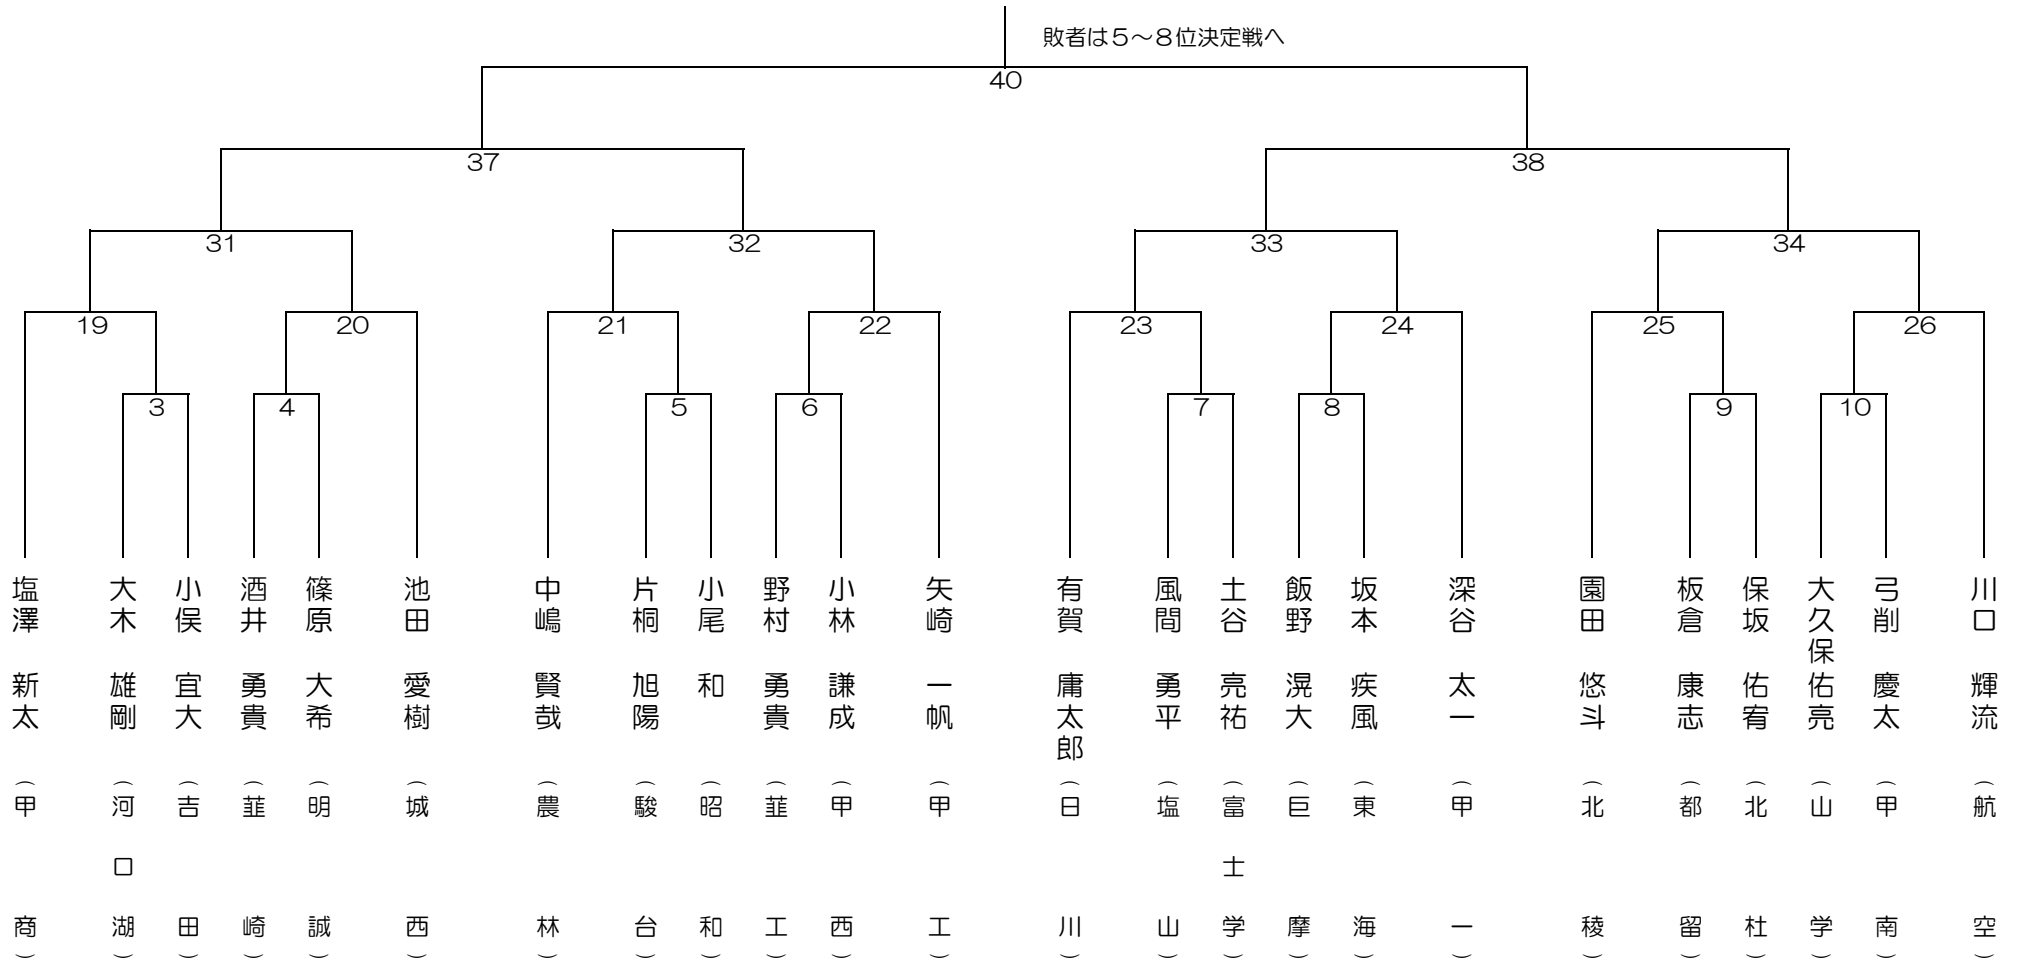 敗者は５～８位決定戦へ
40
37
38
31
32
33
34
19
20
21
22
23
24
25
26
3
4
5
6
7
8
9
10
塩澤 新太 （甲商）
大木 雄剛 （河口湖）
小俣 宜大 （吉田）
酒井 勇貴 （韮崎）
篠原 大希 （明誠）
池田 愛樹 （城西）
中嶋 賢哉 （農林）
片桐 旭陽 （駿台）
小尾 和 （昭和）
野村 勇貴 （韮工）
小林 謙成 （甲西）
矢崎 一帆 （甲工）
有賀 庸太郎 （日川）
風間 勇平 （塩山）
土谷 亮祐 （富士学）
飯野 滉大 （巨摩）
坂本 疾風 （東海）
深谷 太一 （甲一）
園田 悠斗 （北稜）
板倉 康志 （都留）
保坂 佑宥 （北杜）
大久保佑亮 （山学）
弓削 慶太 （甲南）
川口 輝流 （航空）